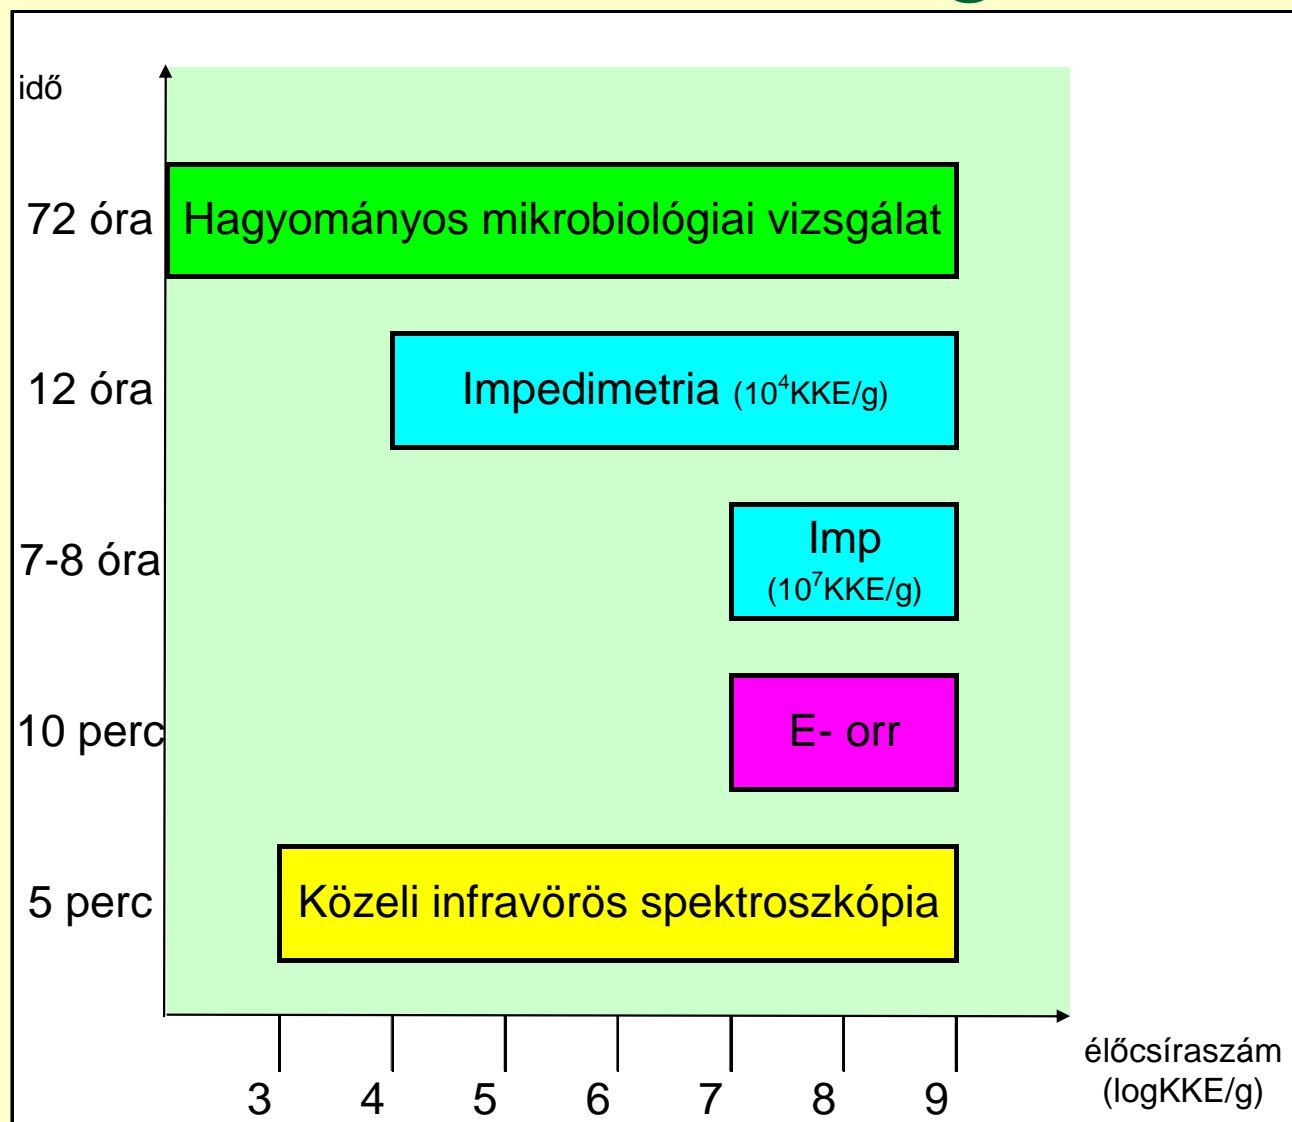 idő
72 óra
Hagyományos mikrobiológiai vizsgálat
12 óra
Impedimetria (10⁴KKE/g)
7-8 óra
Imp
(10⁷KKE/g)
10 perc
E- orr
5 perc
Közeli infravörös spektroszkópia
3 4 5 6 7 8 9
élőcsíraszám
(logKKE/g)